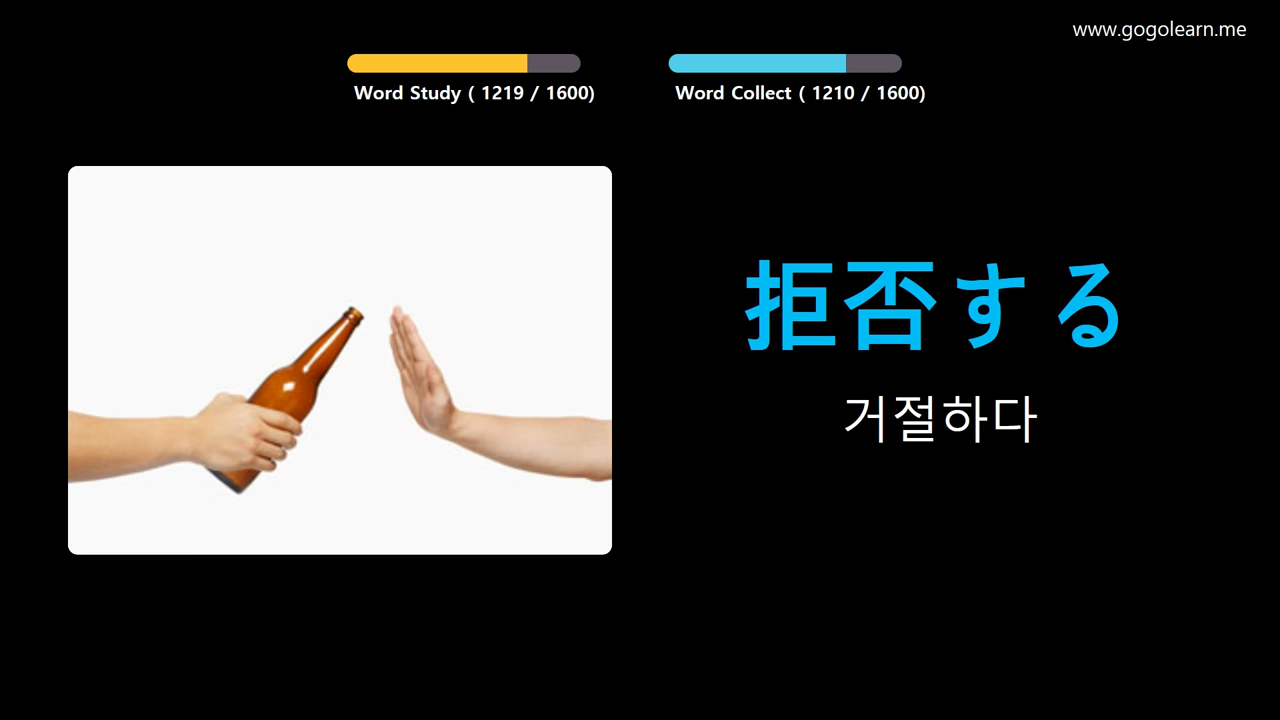 www.gogolearn.me
Word Study ( 1219 / 1600)
Word Collect ( 1210 / 1600)
拒否する
거절하다